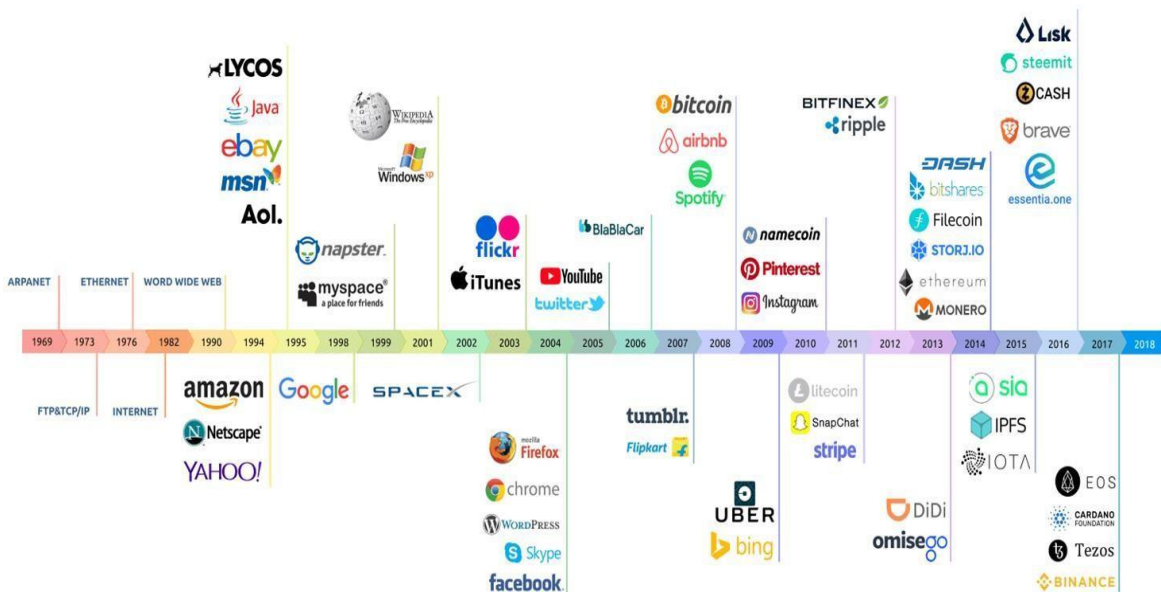 LYCOS
Java
ebay
msn
Aol.
WIKIPEDIA
The Free Encyclopedia
Microsoft
Windows xp
napster
myspace®
a place for friends
flickr
iTunes
YouTube
twitter
BlaBlaCar
bitcoin
airbnb
Spotify
namecoin
Pinterest
Instagram
BITFINEX
ripple
DASH
bitshares
Filecoin
STORJ.IO
ethereum
MONERO
LISK
steemit
ZCASH
brave
essentia.one
ARPANET
ETHERNET
WORD WIDE WEB
1969 1973 1976 1982 1990 1994 1995 1998 1999 2001 2002 2003 2004 2005 2006 2007 2008 2009 2010 2011 2012 2013 2014 2015 2016 2017 2018
FTP&TCP/IP
INTERNET
amazon
N Netscape®
YAHOO!
Google
SPACEX
mozilla
Firefox
chrome
W WORDPRESS
S Skype
facebook.
tumblr.
Flipkart
UBER
bing
litecoin
SnapChat
stripe
DiDi
omisego
sia
IPFS
IOTA
EOS
CARDANO
FOUNDATION
Tezos
BINANCE